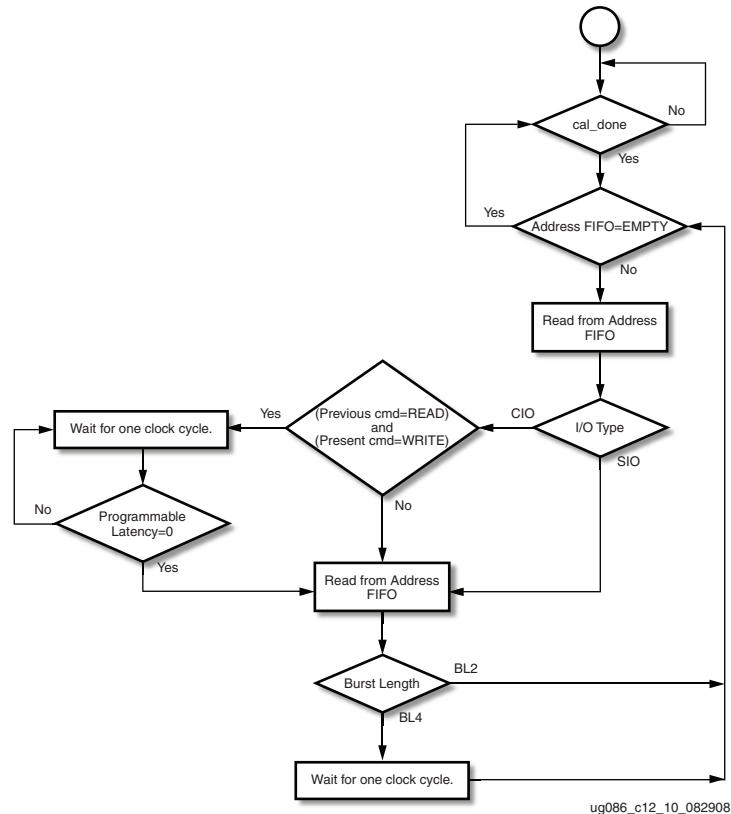 No
cal_done
Yes
Yes
Address FIFO=EMPTY
No
Read from Address
FIFO
CIO
I/O Type
SIO
Yes
(Previous cmd=READ)
and
(Present cmd=WRITE)
No
Wait for one clock cycle.
No
Programmable
Latency=0
Yes
Read from Address
FIFO
Burst Length
BL2
BL4
Wait for one clock cycle.
ug086_c12_10_082908